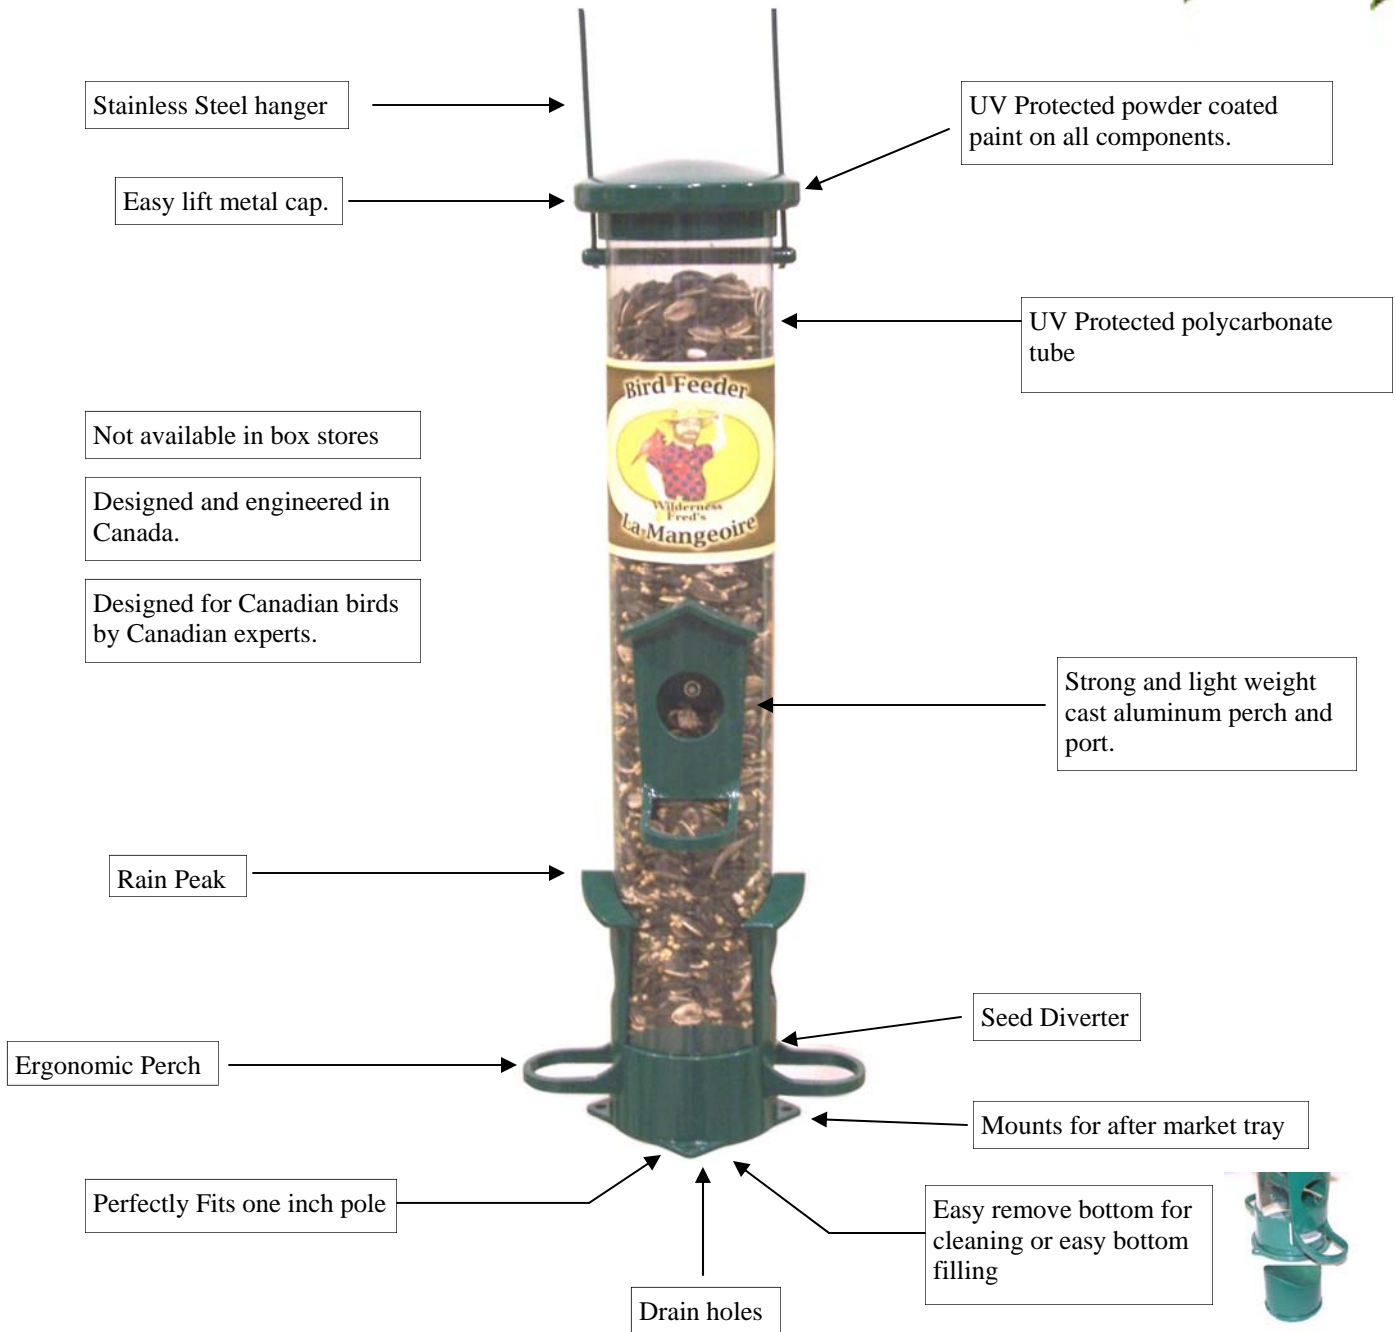 Stainless Steel hanger
UV Protected powder coated
paint on all components.
Easy lift metal cap.
UV Protected polycarbonate
tube
Bird Feeder
Wilderness
Fred's
La Mangeoire
Not available in box stores
Designed and engineered in
Canada.
Designed for Canadian birds
by Canadian experts.
Strong and light weight
cast aluminum perch and
port.
Rain Peak
Seed Diverter
Ergonomic Perch
Mounts for after market tray
Perfectly Fits one inch pole
Easy remove bottom for
cleaning or easy bottom
filling
Drain holes